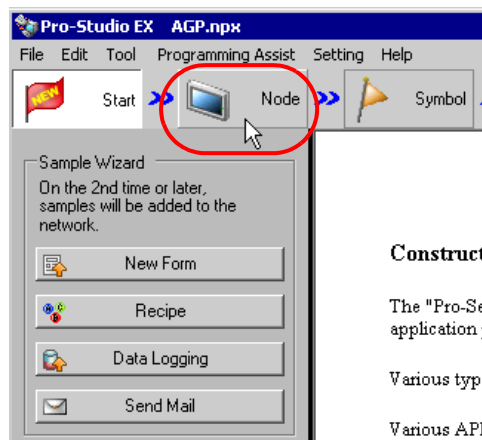 Pro-Studio EX AGP.npx
File Edit Tool Programming Assist Setting Help
NEW Start Node Symbol
Sample Wizard
On the 2nd time or later,
samples will be added to the
network.
New Form
Recipe
Data Logging
Send Mail
Construct
The "Pro-Se
application
Various typ
Various API